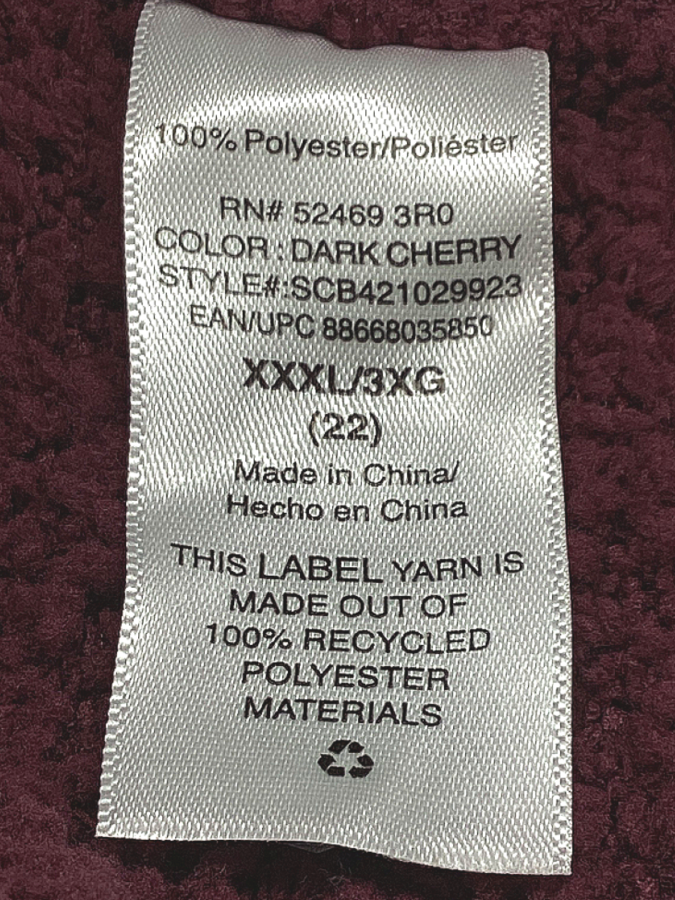 100% Polyester/Poliéster
RN# 52469 3R0
COLOR : DARK CHERRY
STYLE#:SCB421029923
EAN/UPC 88668035850
XXXL/3XG
(22)
Made in China/
Hecho en China
THIS LABEL YARN IS
MADE OUT OF
100% RECYCLED
POLYESTER
MATERIALS